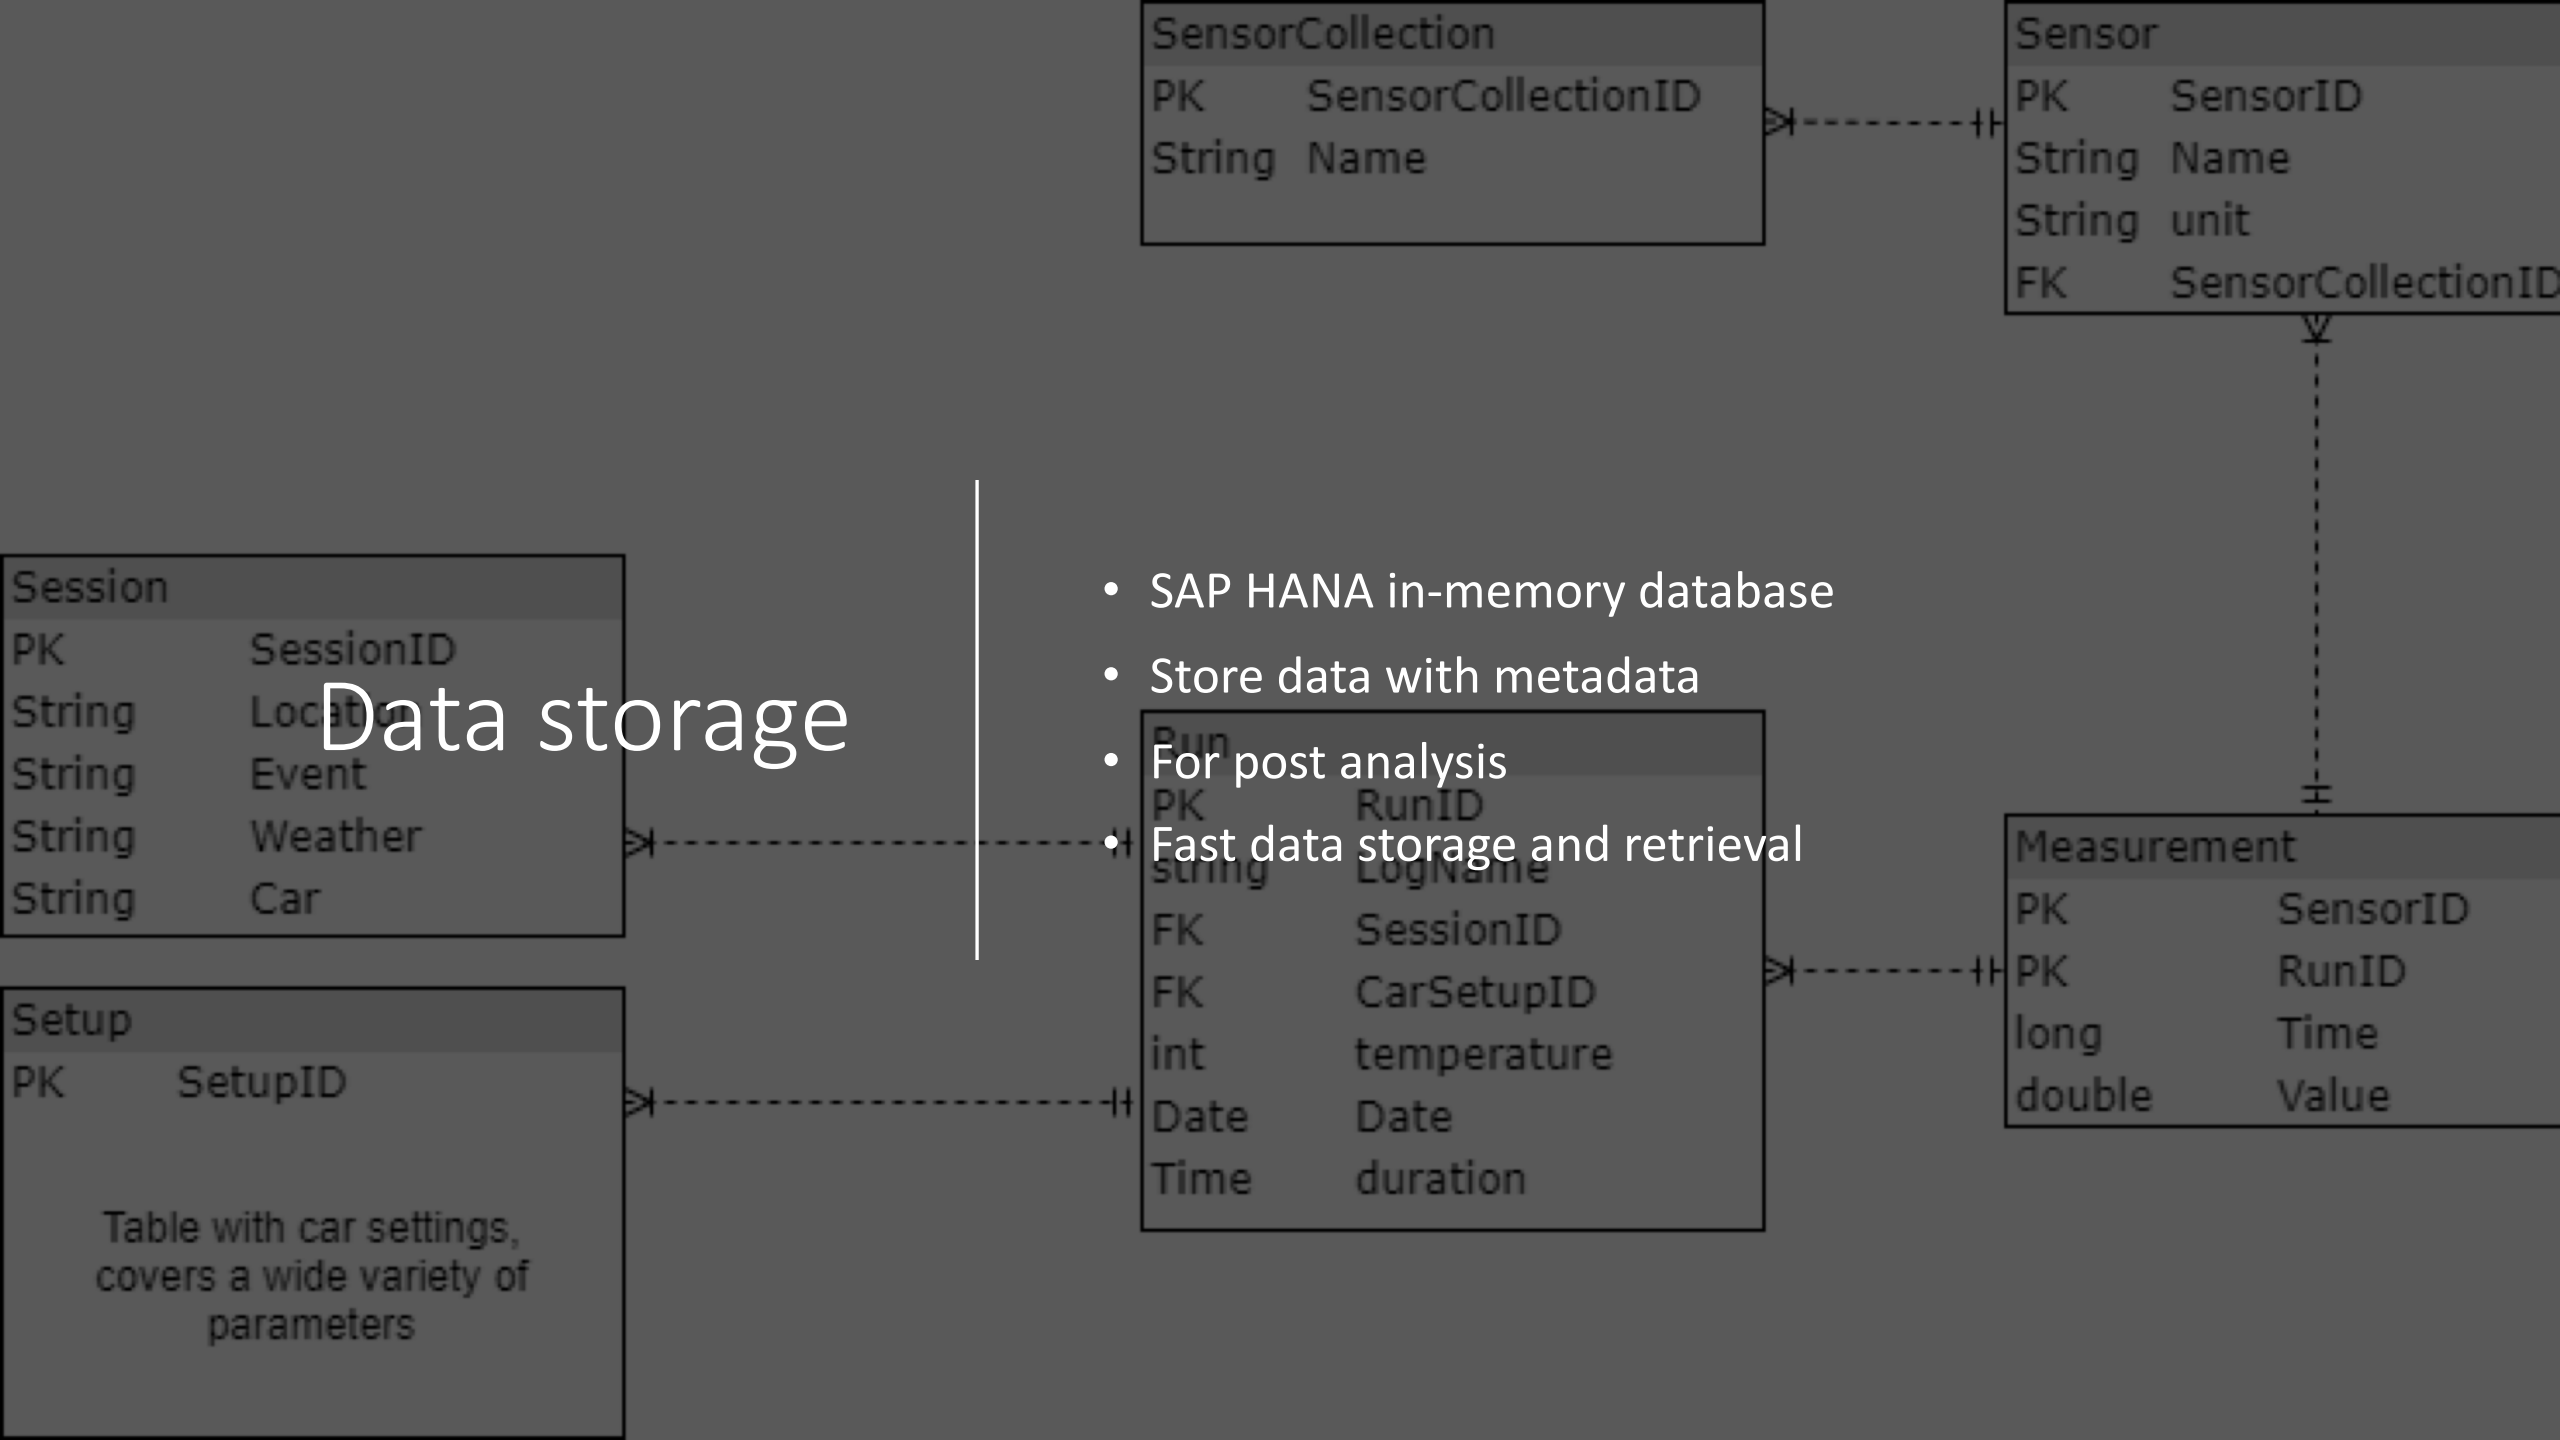 SensorCollection
PK SensorCollectionID
String Name
Sensor
PK SensorID
String Name
String unit
FK SensorCollectionID
Session
PK SessionID
String Location
String Event
String Weather
String Car
Data storage
• SAP HANA in-memory database
• Store data with metadata
• For post analysis
• Fast data storage and retrieval
Run
PK RunID
string LogName
FK SessionID
FK CarSetupID
int temperature
Date Date
Time duration
Measurement
PK SensorID
PK RunID
long Time
double Value
Setup
PK SetupID
Table with car settings,
covers a wide variety of
parameters